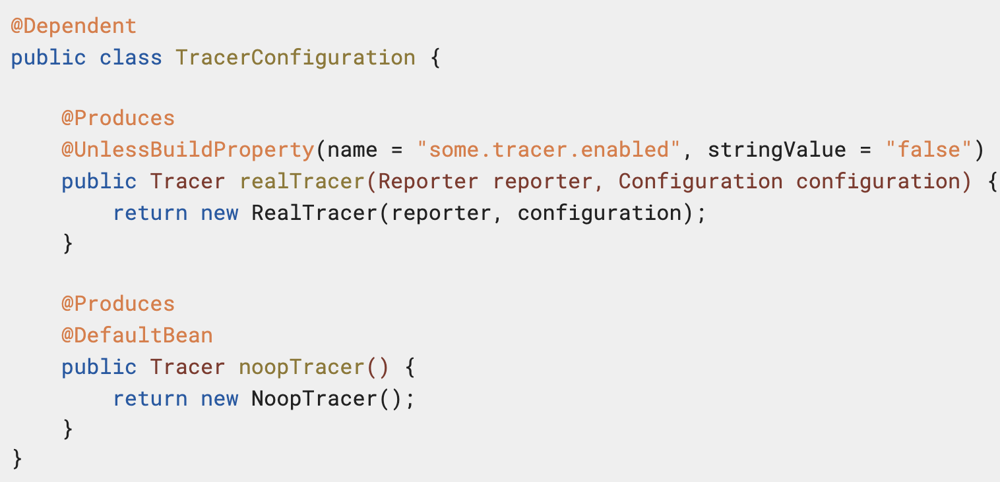 @Dependent
public class TracerConfiguration {
@Produces
@UnlessBuildProperty(name = "some.tracer.enabled", stringValue = "false")
public Tracer realTracer(Reporter reporter, Configuration configuration) {
return new RealTracer(reporter, configuration);
}
@Produces
@DefaultBean
public Tracer noopTracer() {
return new NoopTracer();
}
}